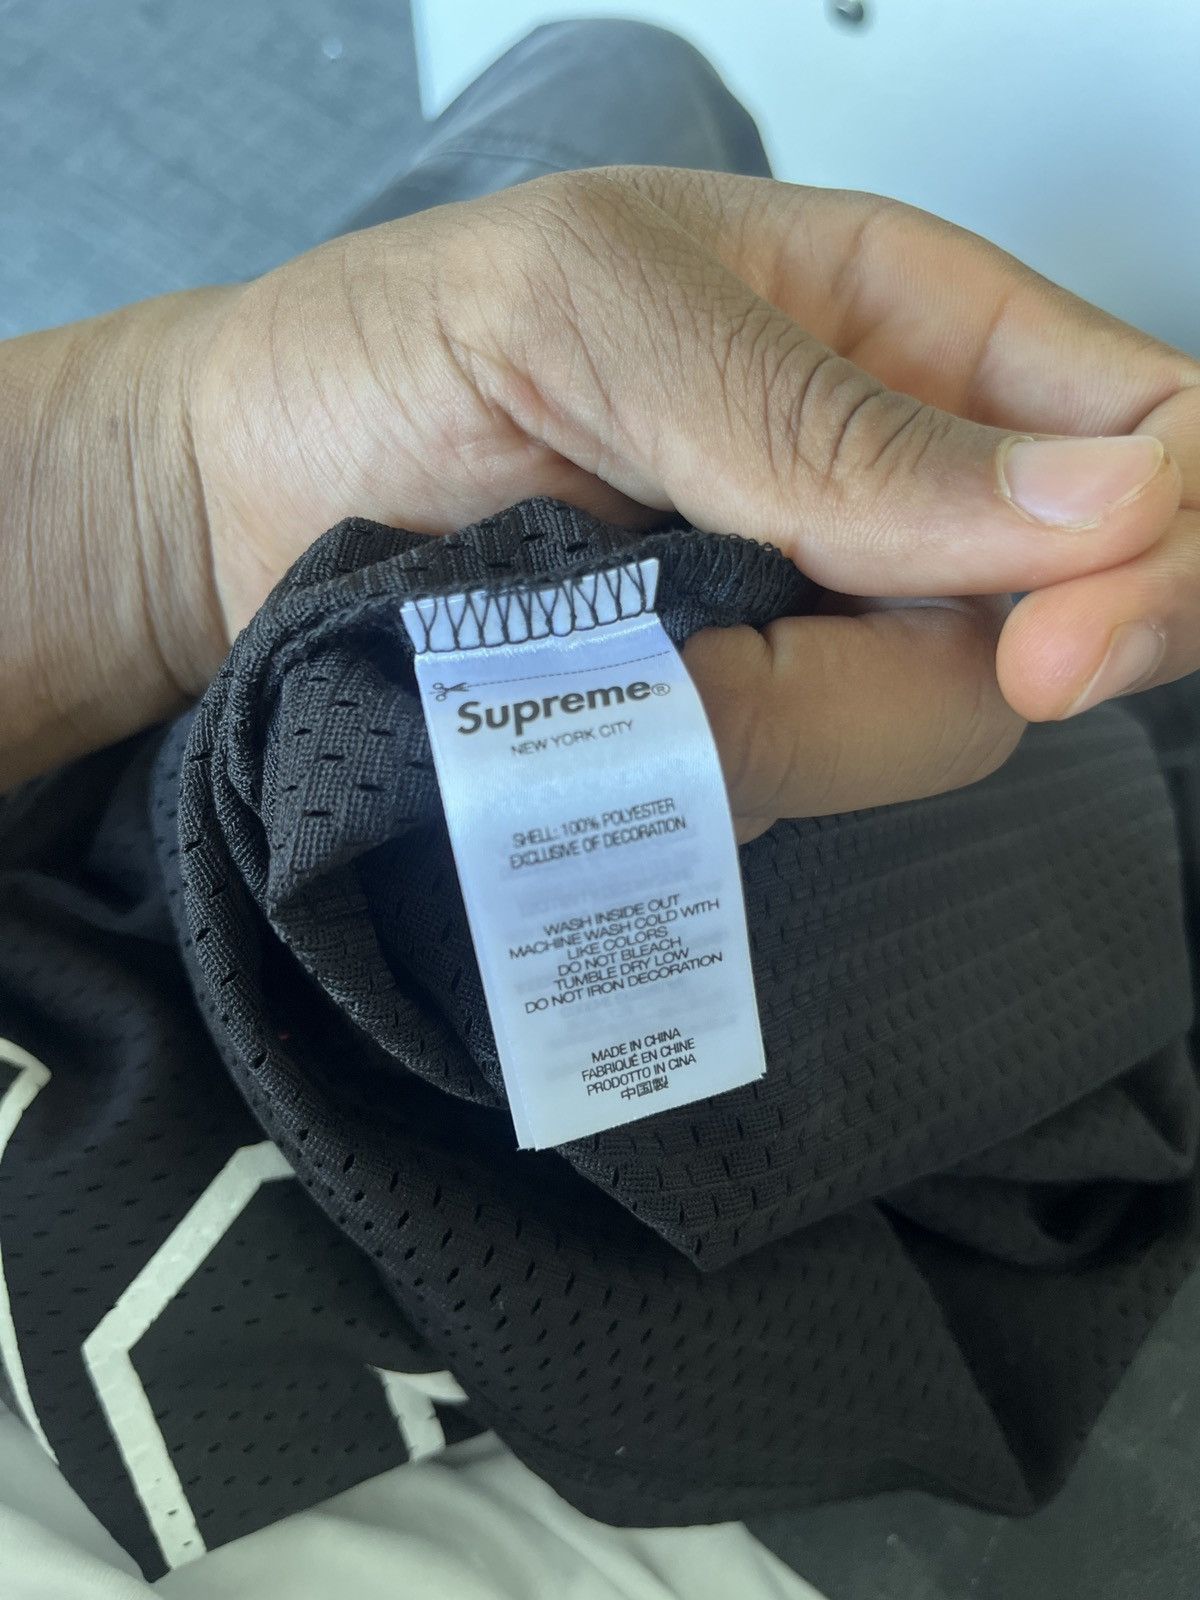 Supreme®
NEW YORK CITY
SHELL: 100% POLYESTER
EXCLUSIVE OF DECORATION
WASH INSIDE OUT
MACHINE WASH COLD WITH
LIKE COLORS
DO NOT BLEACH
TUMBLE DRY LOW
DO NOT IRON DECORATION
MADE IN CHINA
FABRIQUÉ EN CHINE
PRODOTTO IN CINA
中国製